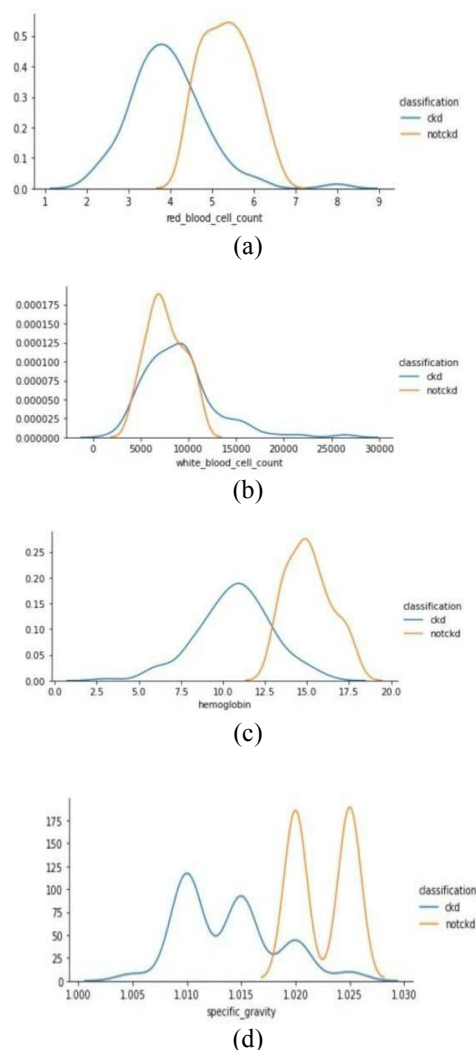 0.5
0.4
0.3
0.2
0.1
0.0
1 2 3 4 5 6 7 8 9
red_blood_cell_count
classification
ckd
notckd
(a)
0.000175
0.000150
0.000125
0.000100
0.000075
0.000050
0.000025
0.000000
0 5000 10000 15000 20000 25000 30000
white_blood_cell_count
classification
ckd
notckd
(b)
0.25
0.20
0.15
0.10
0.05
0.00
0.0 2.5 5.0 7.5 10.0 12.5 15.0 17.5 20.0
hemoglobin
classification
ckd
notckd
(c)
175
150
125
100
75
50
25
0
1.000 1.005 1.010 1.015 1.020 1.025 1.030
specific_gravity
classification
ckd
notckd
(d)